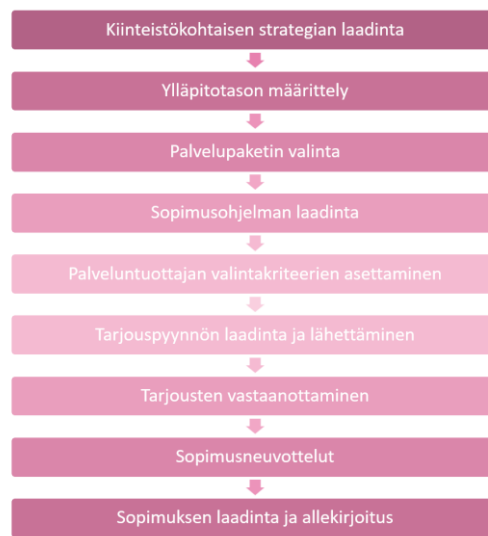 Kiinteistökohtaisen strategian laadinta
Ylläpitotason määrittely
Palvelupaketin valinta
Sopimusohjelman laadinta
Palveluntuottajan valintakriteerien asettaminen
Tarjouspyynnön laadinta ja lähettäminen
Tarjousten vastaanottaminen
Sopimusneuvottelut
Sopimuksen laadinta ja allekirjoitus